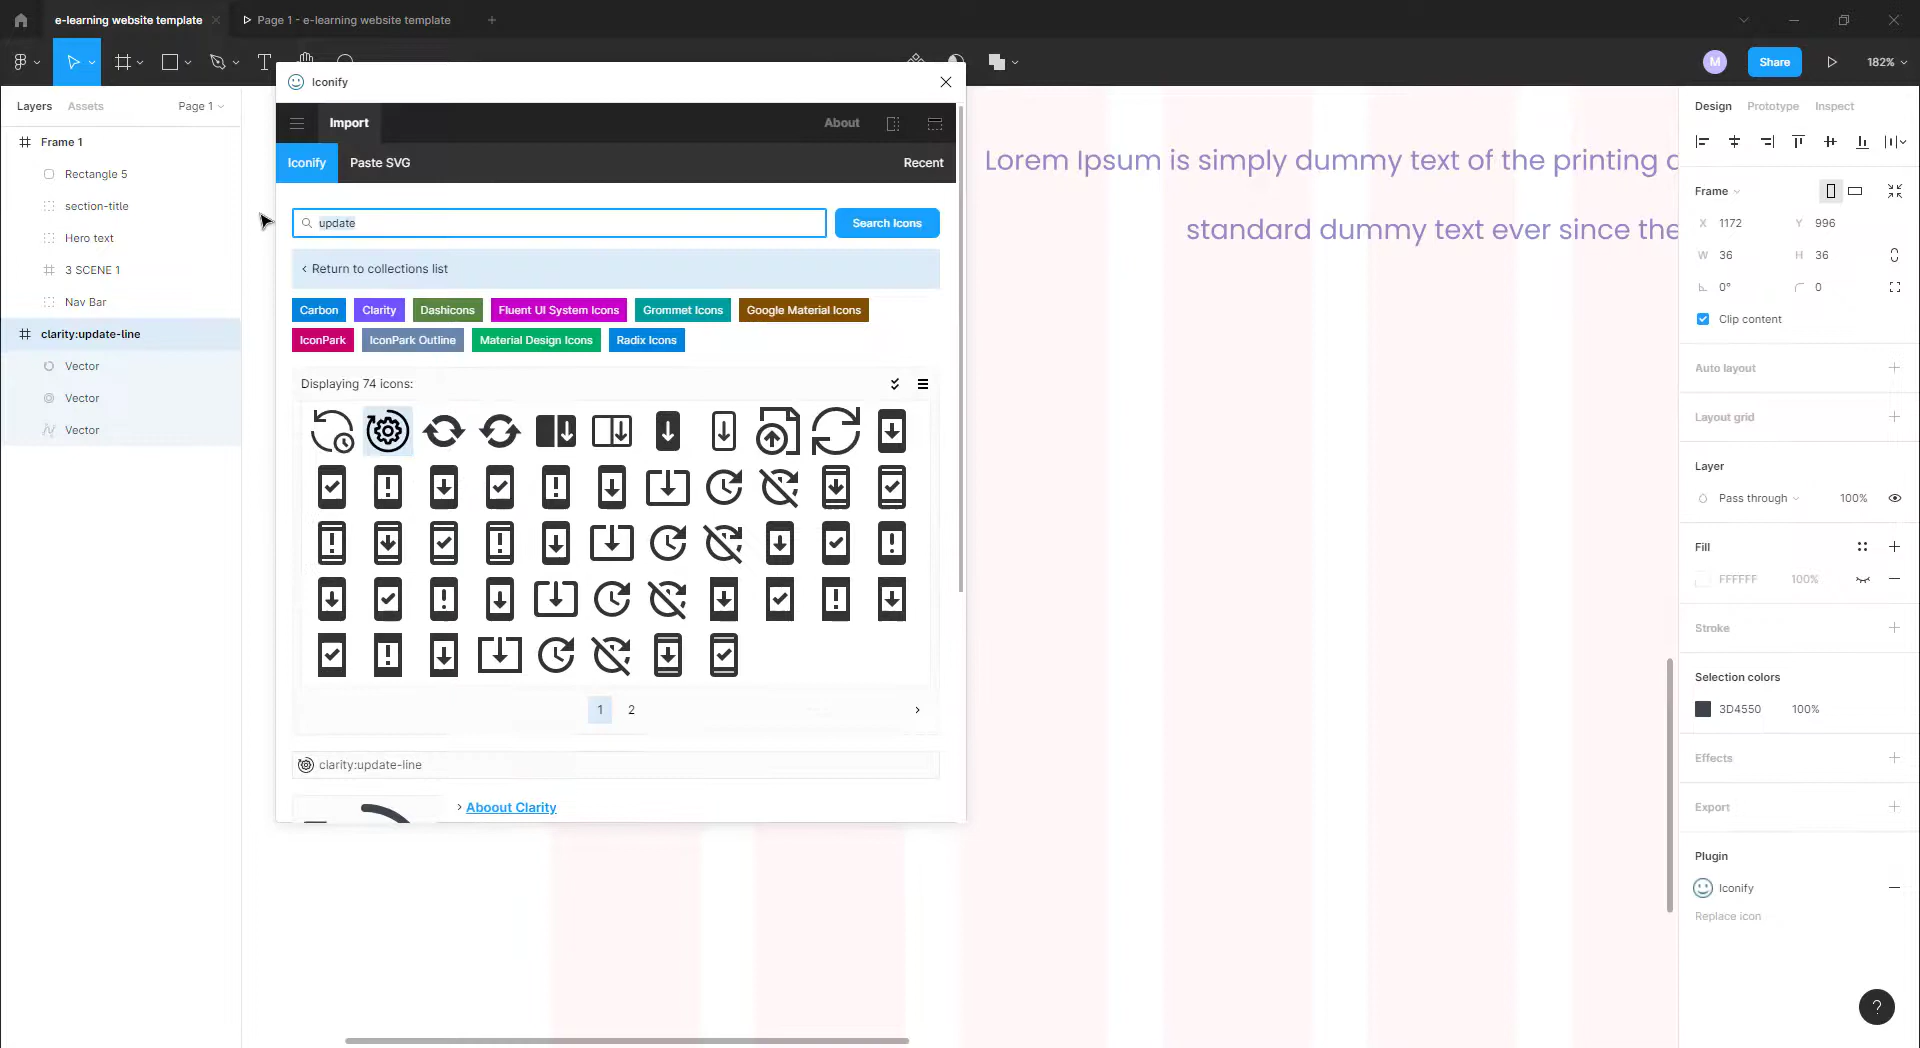 e-learning website template
Page 1 - e-learning website template
M
Share
182%
Layers
Assets
Page 1
Frame 1
Rectangle 5
section-title
Hero text
3 SCENE 1
Nav Bar
clarity:update-line
Vector
Vector
Vector
Iconify
Import
About
Iconify
Paste SVG
Recent
update
Search Icons
Return to collections list
Carbon
Clarity
Dashicons
Fluent UI System Icons
Grommet Icons
Google Material Icons
IconPark
IconPark Outline
Material Design Icons
Radix Icons
Displaying 74 icons:
1
2
clarity:update-line
Aboout Clarity
Lorem Ipsum is simply dummy text of the printing
standard dummy text ever since the
Design
Prototype
Inspect
Frame
X 1172
Y 996
W 36
H 36
0°
0
Clip content
Auto layout
Layout grid
Layer
Pass through
100%
Fill
FFFFFF
100%
Stroke
Selection colors
3D4550
100%
Effects
Export
Plugin
Iconify
Replace icon
?